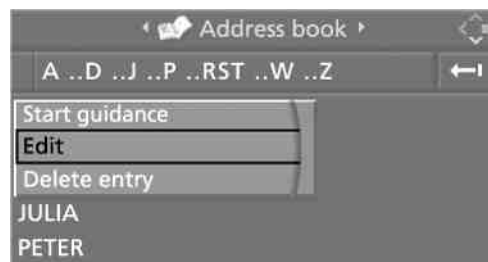 Address book
A ..D ..J ..P ..RST ..W ..Z
Start guidance
Edit
Delete entry
JULIA
PETER